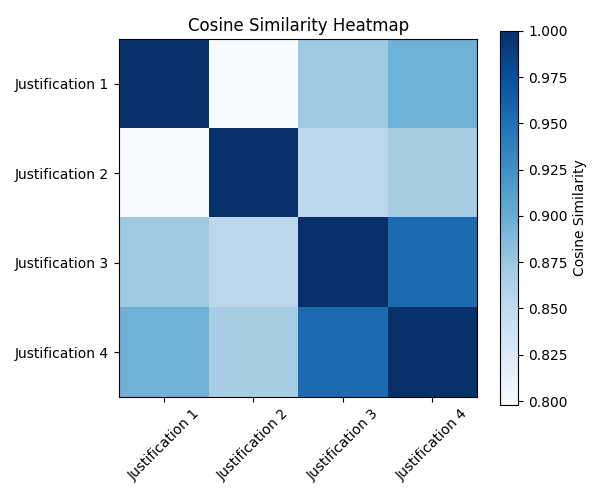 Cosine Similarity Heatmap
Justification 1
Justification 2
Justification 3
Justification 4
Justification 1
Justification 2
Justification 3
Justification 4
1.000
0.975
0.950
0.925
0.900
0.875
0.850
0.825
0.800
Cosine Similarity